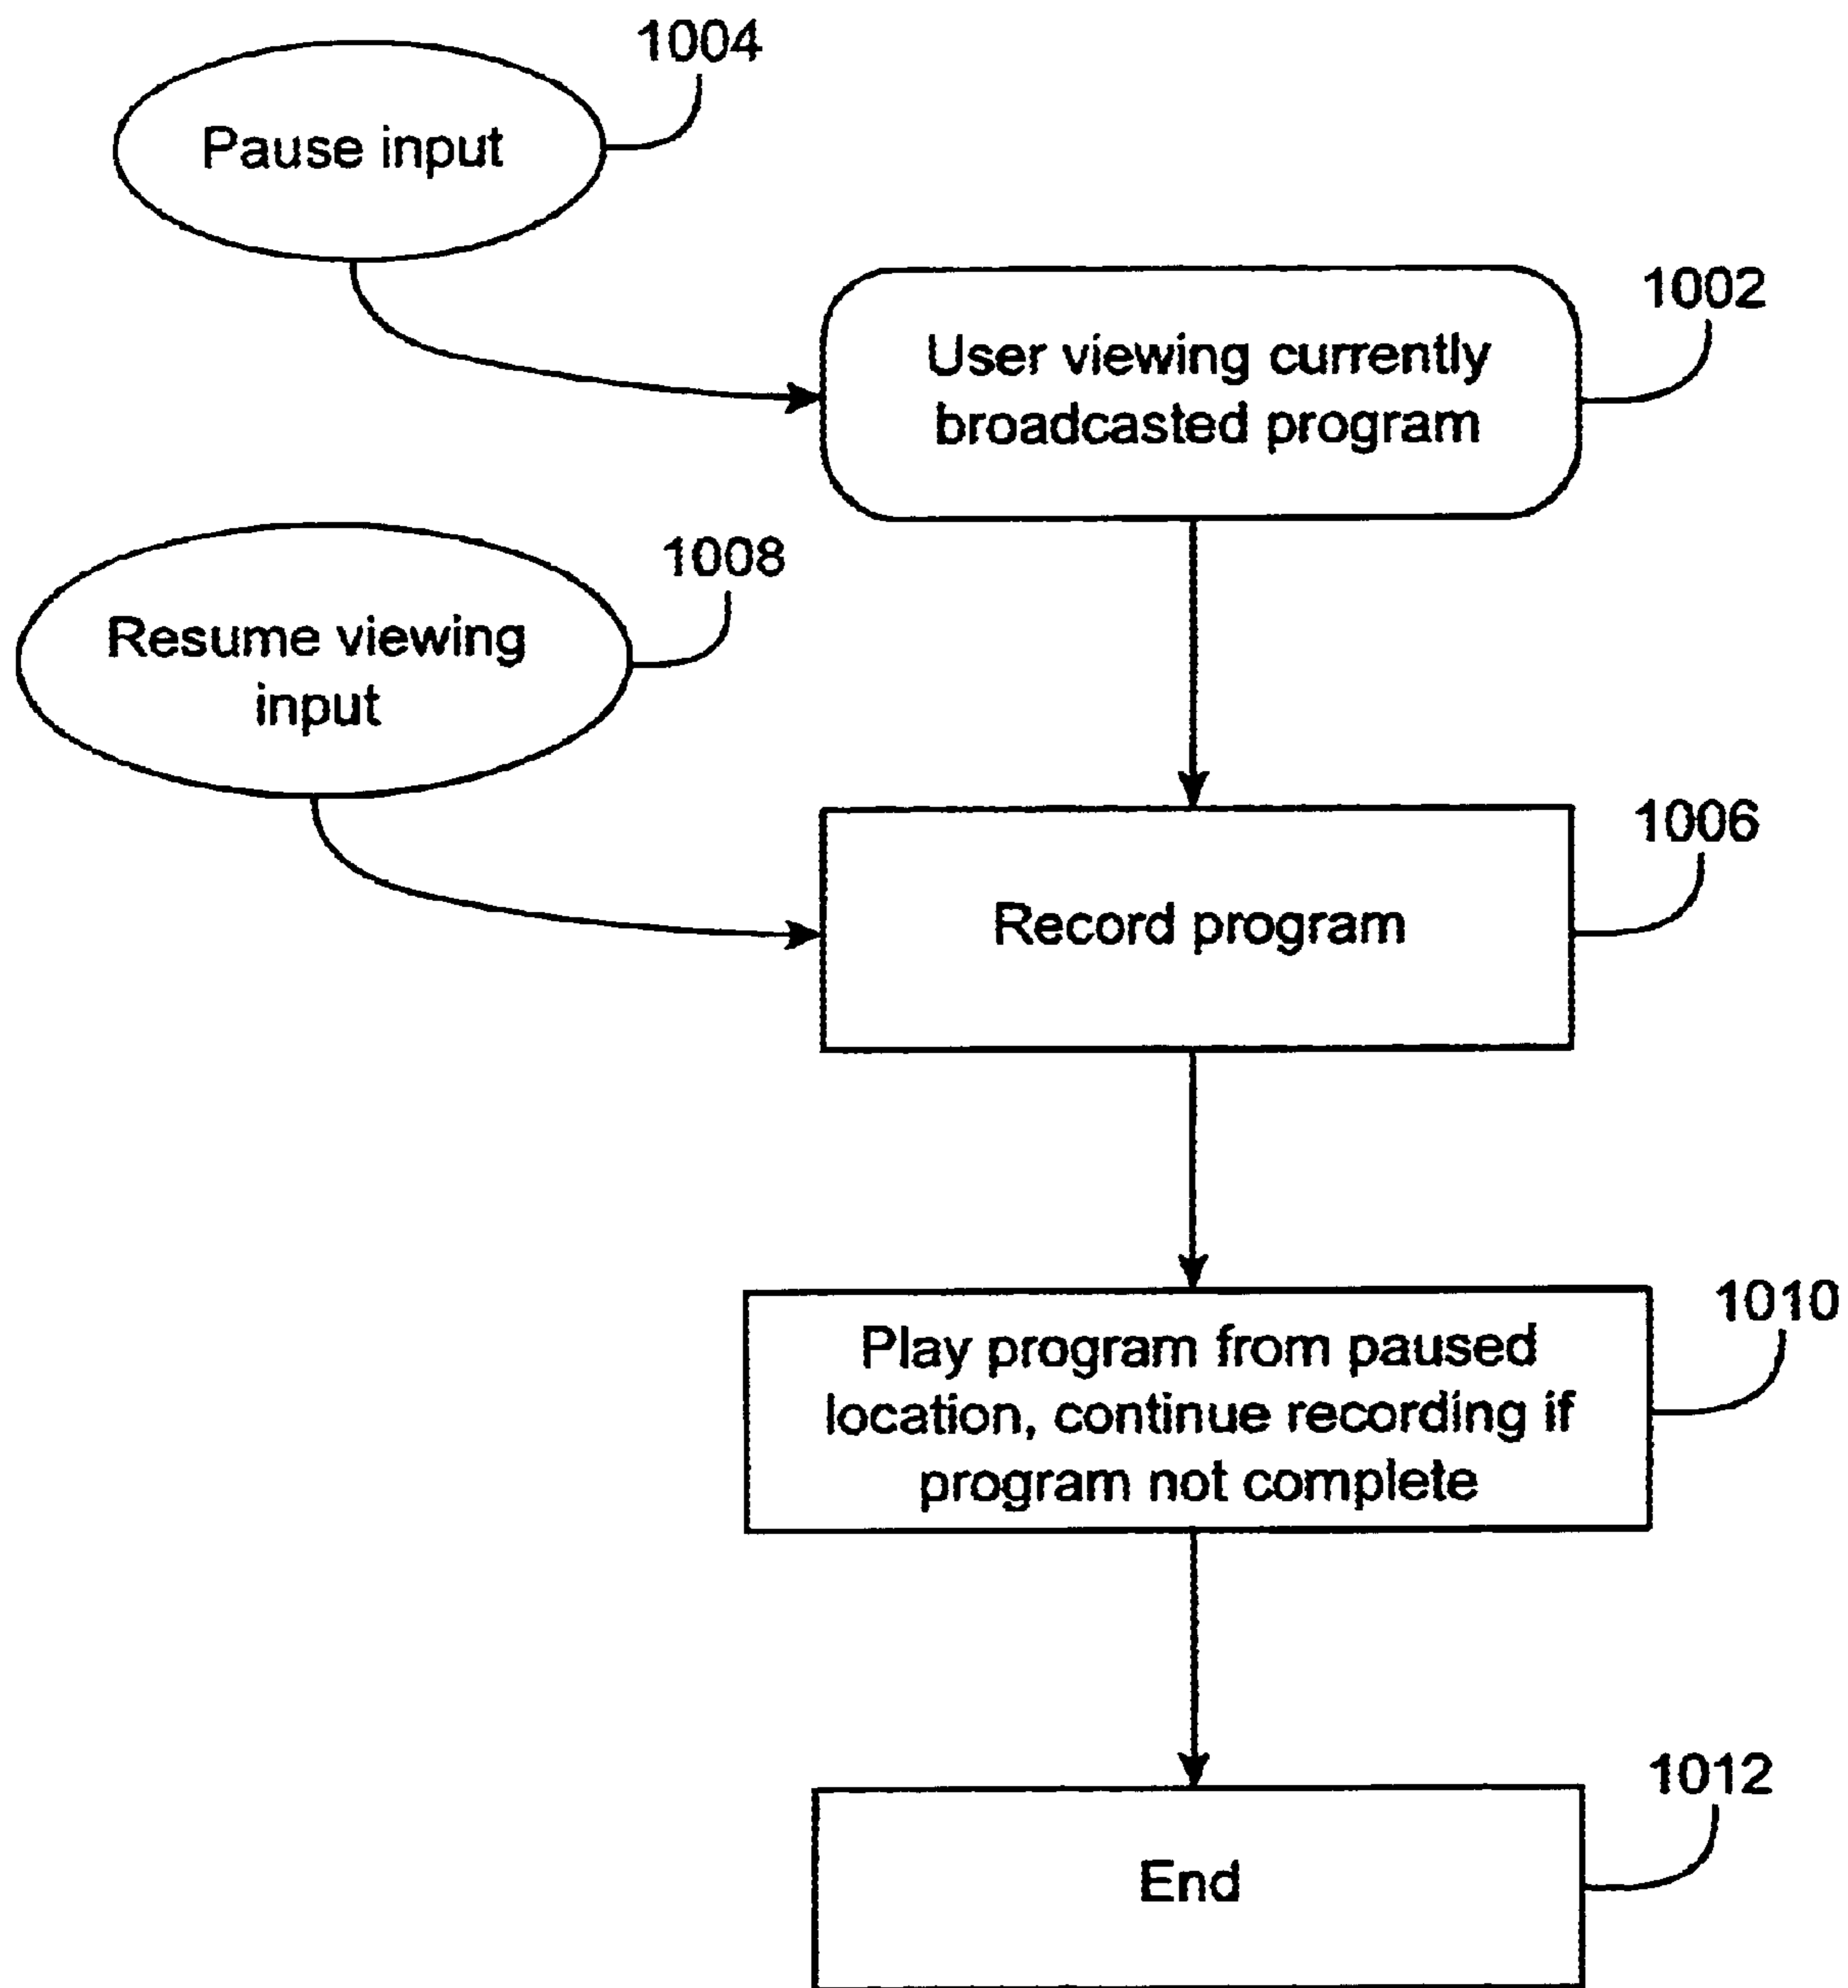 1004
Pause input
1002
User viewing currently
broadcasted program
1008
Resume viewing
input
1006
Record program
1010
Play program from paused
location, continue recording if
program not complete
1012
End